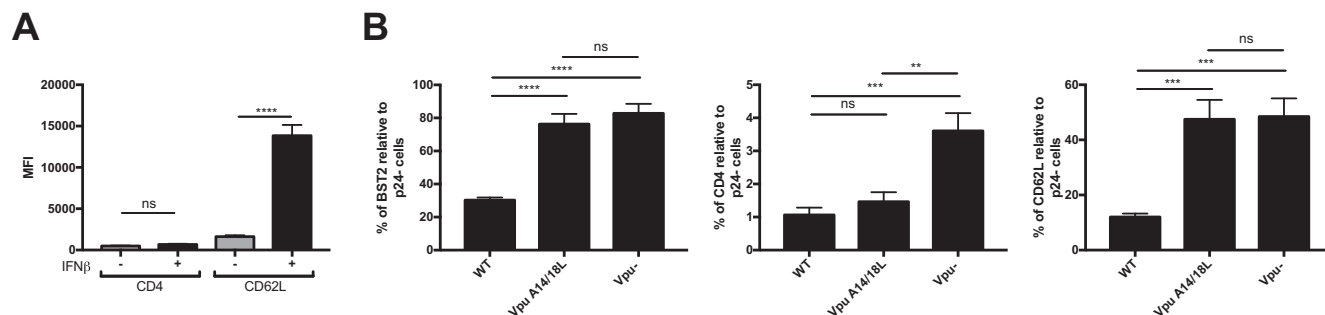 A
MFI
20000
15000
10000
5000
0
ns
****
IFNβ
- + - +
CD4 CD62L
B
% of BST2 relative to
p24- cells
100
80
60
40
20
0
ns
****
****
WT
Vpu A14/18L
Vpu-
% of CD4 relative to
p24- cells
5
4
3
2
1
0
**
***
ns
WT
Vpu A14/18L
Vpu-
% of CD62L relative to
p24- cells
60
40
20
0
ns
***
***
WT
Vpu A14/18L
Vpu-